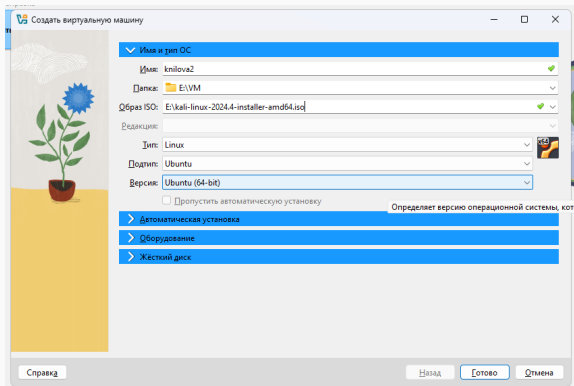 Создать виртуальную машину
Имя и тип ОС
Имя: knilova2
Папка: E:\VM
Образ ISO: E:\kali-linux-2024.4-installer-amd64.iso
Редакция:
Тип: Linux
Подтип: Ubuntu
Версия: Ubuntu (64-bit)
Пропустить автоматическую установку
Определяет версию операционной системы, кот
Автоматическая установка
Оборудование
Жёсткий диск
Справка
Назад
Готово
Отмена